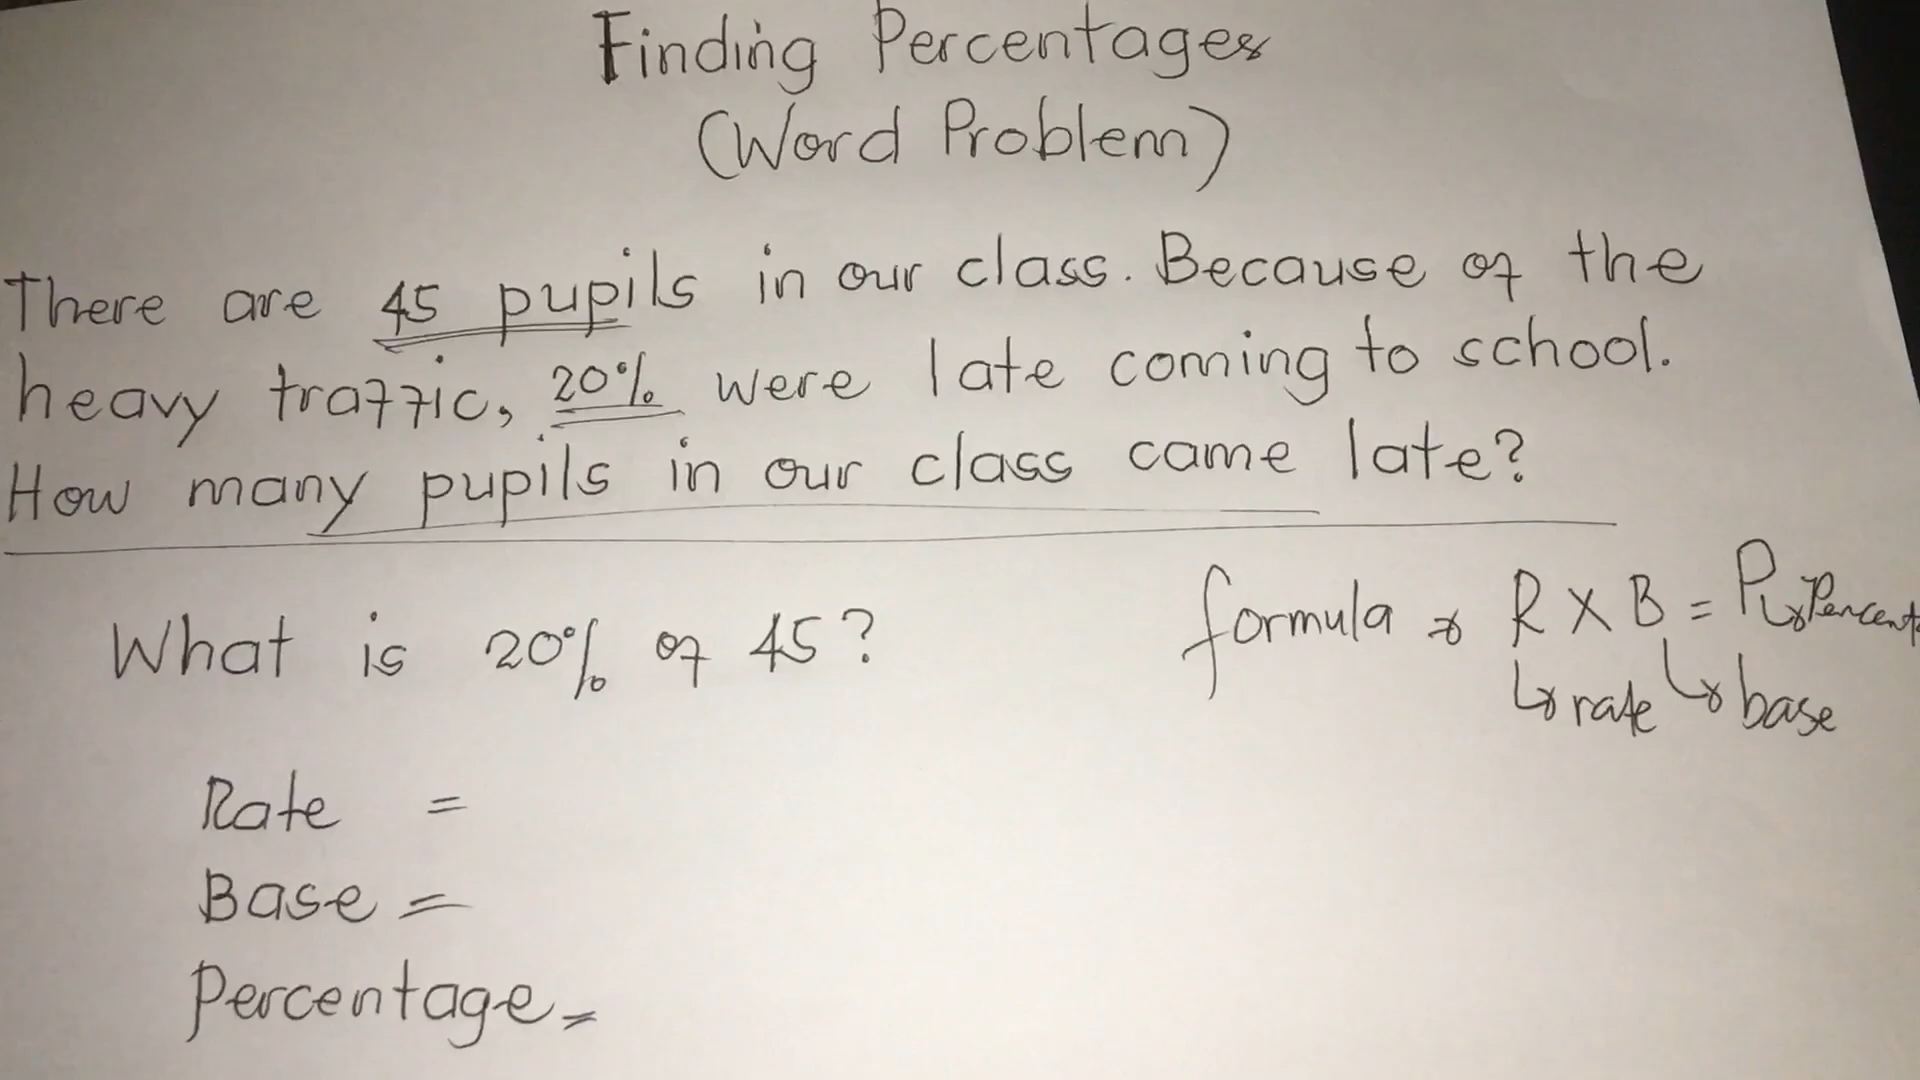 Finding Percentages
(Word Problem)
There are 45 pupils in our class. Because of the
heavy traffic, 20% were late coming to school.
How many pupils in our class came late?
What is 20% of 45?
formula → R X B = P → Percent
→ rate → base
Rate =
Base =
Percentage =